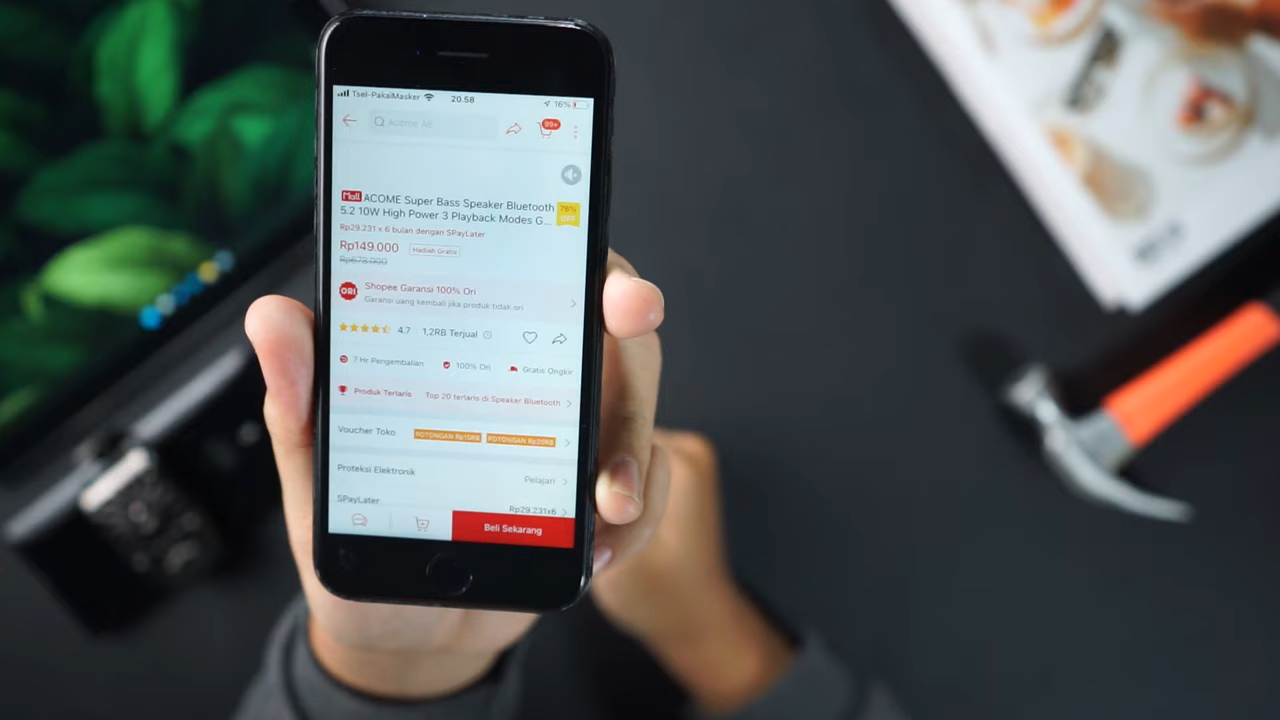 Tsel-PakaiMasker 20.58 16%
Acome A6
99+
Mall ACOME Super Bass Speaker Bluetooth
5.2 10W High Power 3 Playback Modes G...
78%
OFF
Rp29.231 x 6 bulan dengan SPayLater
Rp149.000 Hadiah Gratis
Rp678.000
ORI Shopee Garansi 100% Ori
Garansi uang kembali jika produk tidak ori
4.7 1,2RB Terjual
7 Hr Pengembalian 100% Ori Gratis Ongkir
Produk Terlaris Top 20 terlaris di Speaker Bluetooth
Voucher Toko POTONGAN Rp10RB POTONGAN Rp20RB
Proteksi Elektronik Pelajari
SPayLater Rp29.231x6
Beli Sekarang